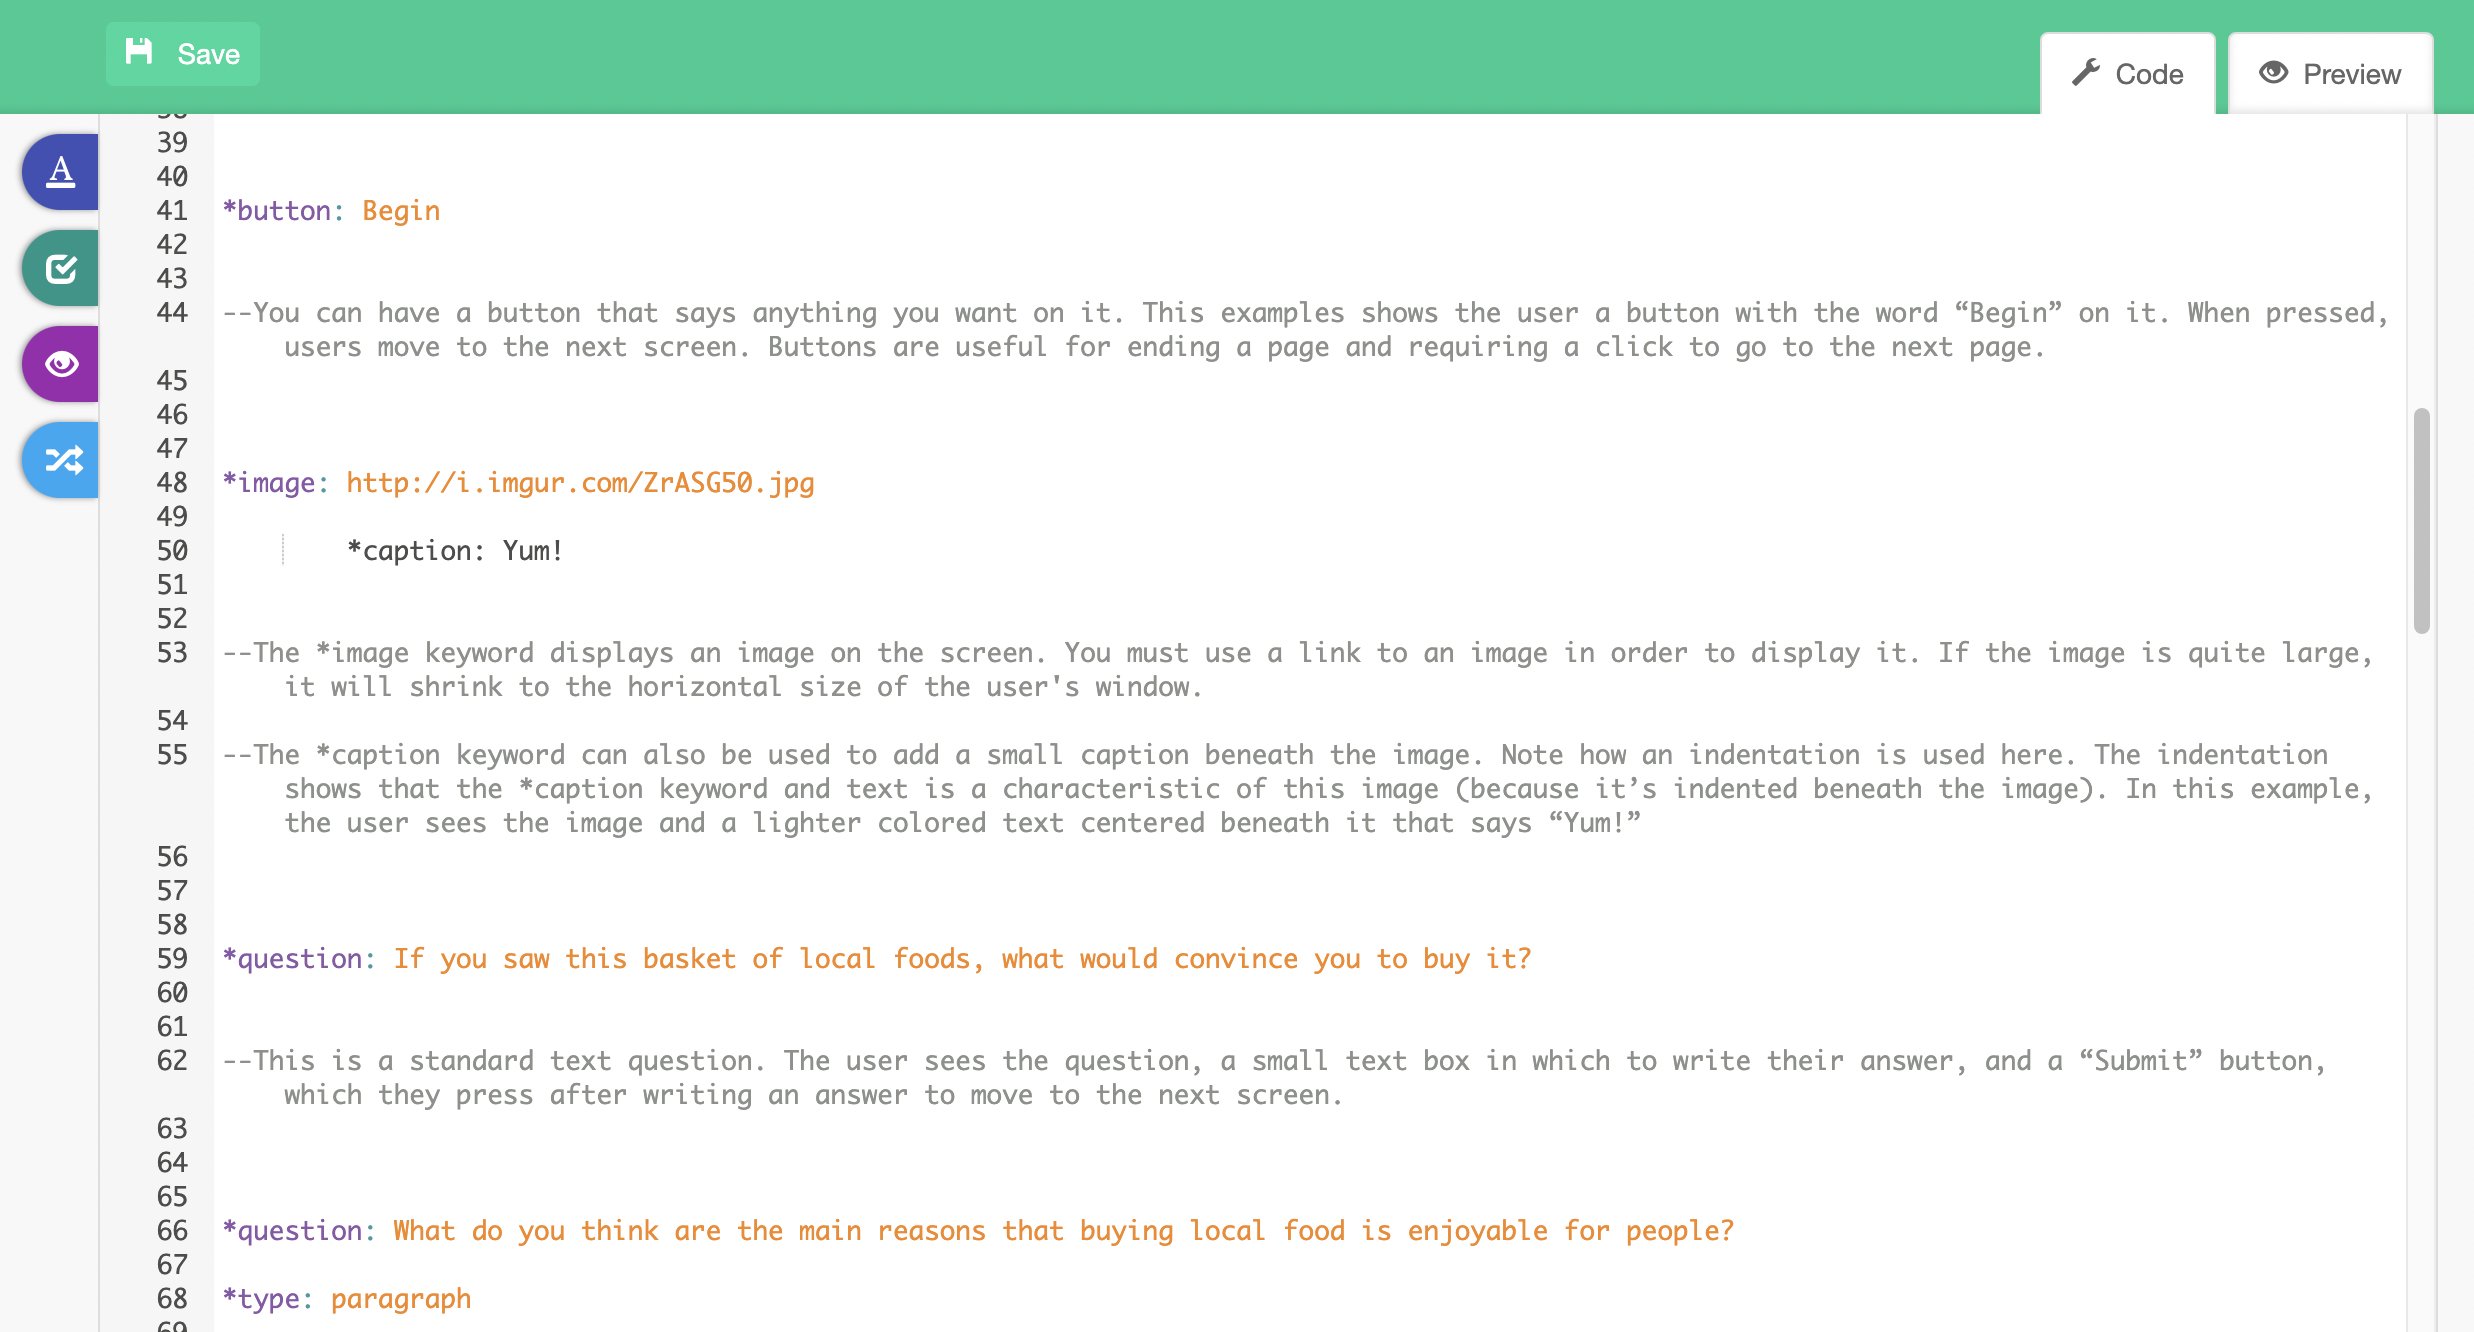 Save
Code
Preview
38
39
40
41 *button: Begin
42
43
44 --You can have a button that says anything you want on it. This examples shows the user a button with the word “Begin” on it. When pressed,
users move to the next screen. Buttons are useful for ending a page and requiring a click to go to the next page.
45
46
47
48 *image: http://i.imgur.com/ZrASG50.jpg
49
50 *caption: Yum!
51
52
53 --The *image keyword displays an image on the screen. You must use a link to an image in order to display it. If the image is quite large,
it will shrink to the horizontal size of the user's window.
54
55 --The *caption keyword can also be used to add a small caption beneath the image. Note how an indentation is used here. The indentation
shows that the *caption keyword and text is a characteristic of this image (because it’s indented beneath the image). In this example,
the user sees the image and a lighter colored text centered beneath it that says “Yum!”
56
57
58
59 *question: If you saw this basket of local foods, what would convince you to buy it?
60
61
62 --This is a standard text question. The user sees the question, a small text box in which to write their answer, and a “Submit” button,
which they press after writing an answer to move to the next screen.
63
64
65
66 *question: What do you think are the main reasons that buying local food is enjoyable for people?
67
68 *type: paragraph
69